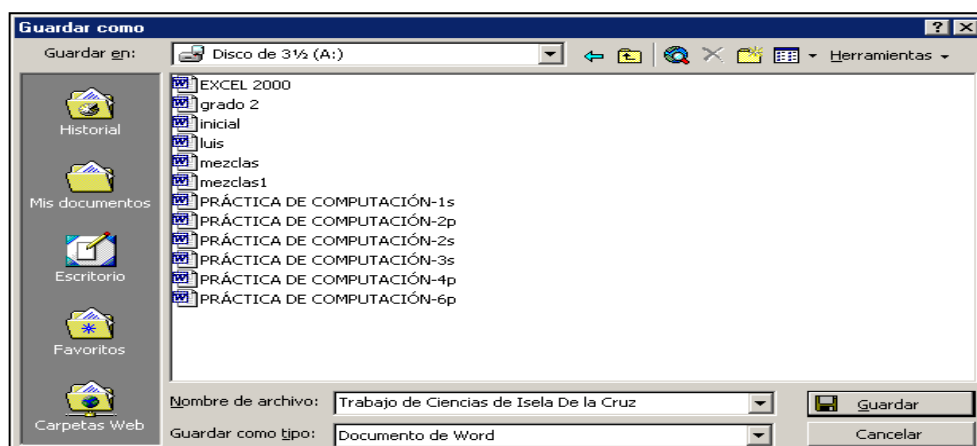 Guardar como
Guardar en: Disco de 3½ (A:) Herramientas
Historial
Mis documentos
Escritorio
Favoritos
Carpetas Web
EXCEL 2000
grado 2
inicial
luis
mezclas
mezclas1
PRÁCTICA DE COMPUTACIÓN-1s
PRÁCTICA DE COMPUTACIÓN-2p
PRÁCTICA DE COMPUTACIÓN-2s
PRÁCTICA DE COMPUTACIÓN-3s
PRÁCTICA DE COMPUTACIÓN-4p
PRÁCTICA DE COMPUTACIÓN-6p
Nombre de archivo: Trabajo de Ciencias de Isela De la Cruz Guardar
Guardar como tipo: Documento de Word Cancelar